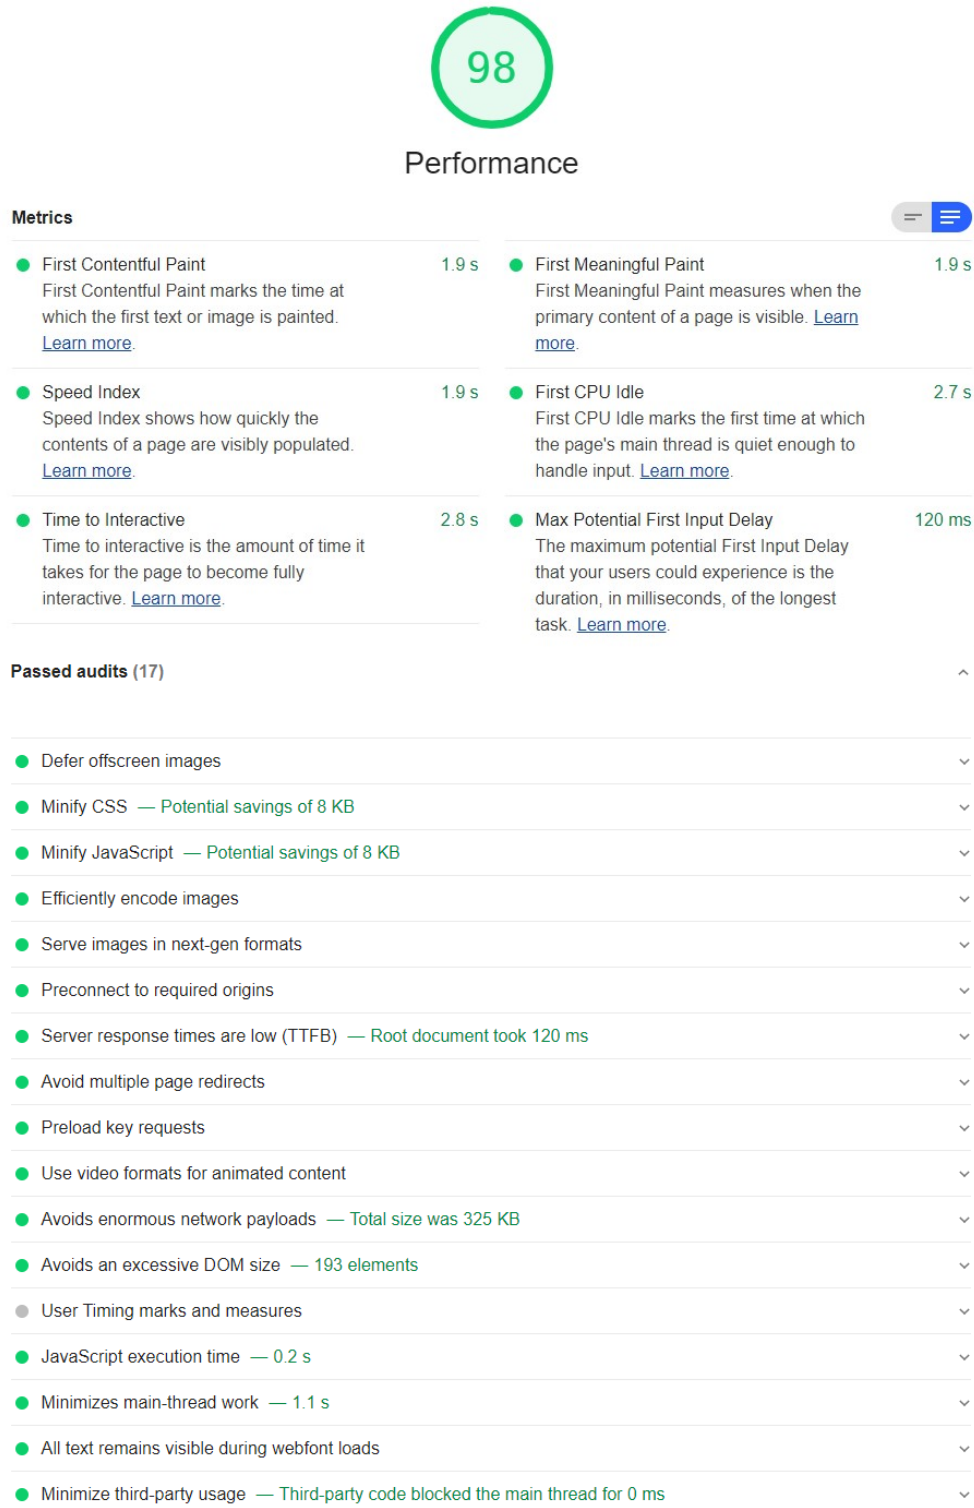 98
Performance
Metrics
First Contentful Paint 1.9 s
First Contentful Paint marks the time at
which the first text or image is painted.
Learn more.
First Meaningful Paint 1.9 s
First Meaningful Paint measures when the
primary content of a page is visible. Learn
more.
Speed Index 1.9 s
Speed Index shows how quickly the
contents of a page are visibly populated.
Learn more.
First CPU Idle 2.7 s
First CPU Idle marks the first time at which
the page's main thread is quiet enough to
handle input. Learn more.
Time to Interactive 2.8 s
Time to interactive is the amount of time it
takes for the page to become fully
interactive. Learn more.
Max Potential First Input Delay 120 ms
The maximum potential First Input Delay
that your users could experience is the
duration, in milliseconds, of the longest
task. Learn more.
Passed audits (17)
Defer offscreen images
Minify CSS — Potential savings of 8 KB
Minify JavaScript — Potential savings of 8 KB
Efficiently encode images
Serve images in next-gen formats
Preconnect to required origins
Server response times are low (TTFB) — Root document took 120 ms
Avoid multiple page redirects
Preload key requests
Use video formats for animated content
Avoids enormous network payloads — Total size was 325 KB
Avoids an excessive DOM size — 193 elements
User Timing marks and measures
JavaScript execution time — 0.2 s
Minimizes main-thread work — 1.1 s
All text remains visible during webfont loads
Minimize third-party usage — Third-party code blocked the main thread for 0 ms